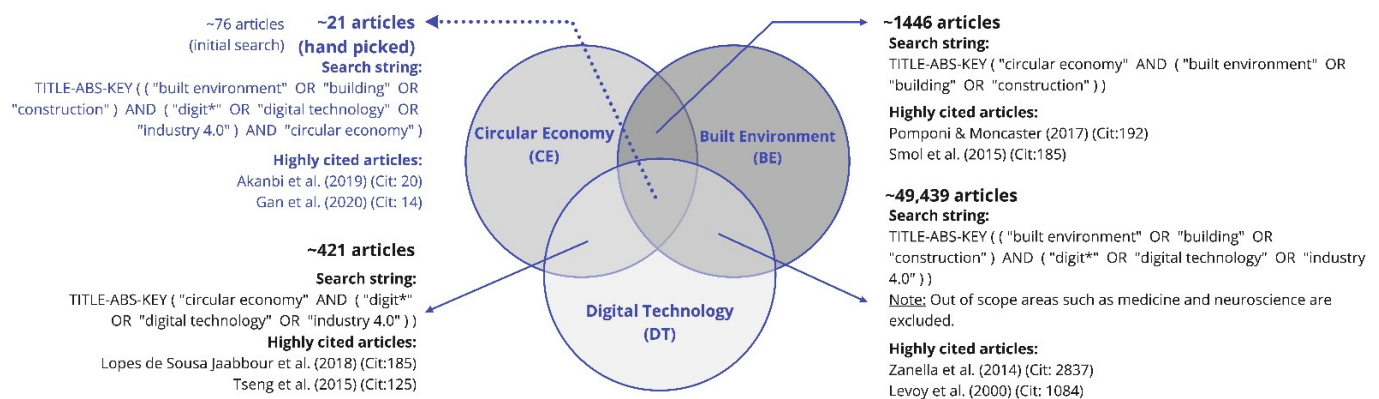 ~76 articles
(initial search)
~21 articles
(hand picked)
Search string:
TITLE-ABS-KEY ( ( "built environment" OR "building" OR
"construction" ) AND ( "digit*" OR "digital technology" OR
"industry 4.0" ) AND "circular economy" )
Highly cited articles:
Akanbi et al. (2019) (Cit: 20)
Gan et al. (2020) (Cit: 14)
~421 articles
Search string:
TITLE-ABS-KEY ( "circular economy" AND ( "digit*"
OR "digital technology" OR "industry 4.0" ) )
Highly cited articles:
Lopes de Sousa Jaabbour et al. (2018) (Cit:185)
Tseng et al. (2015) (Cit:125)
Circular Economy
(CE)
Built Environment
(BE)
Digital Technology
(DT)
~1446 articles
Search string:
TITLE-ABS-KEY ( "circular economy" AND ( "built environment" OR
"building" OR "construction" ) )
Highly cited articles:
Pomponi & Moncaster (2017) (Cit:192)
Smol et al. (2015) (Cit:185)
~49,439 articles
Search string:
TITLE-ABS-KEY ( ( "built environment" OR "building" OR
"construction" ) AND ( "digit*" OR "digital technology" OR "industry
4.0" ) )
Note: Out of scope areas such as medicine and neuroscience are
excluded.
Highly cited articles:
Zanella et al. (2014) (Cit: 2837)
Levoy et al. (2000) (Cit: 1084)